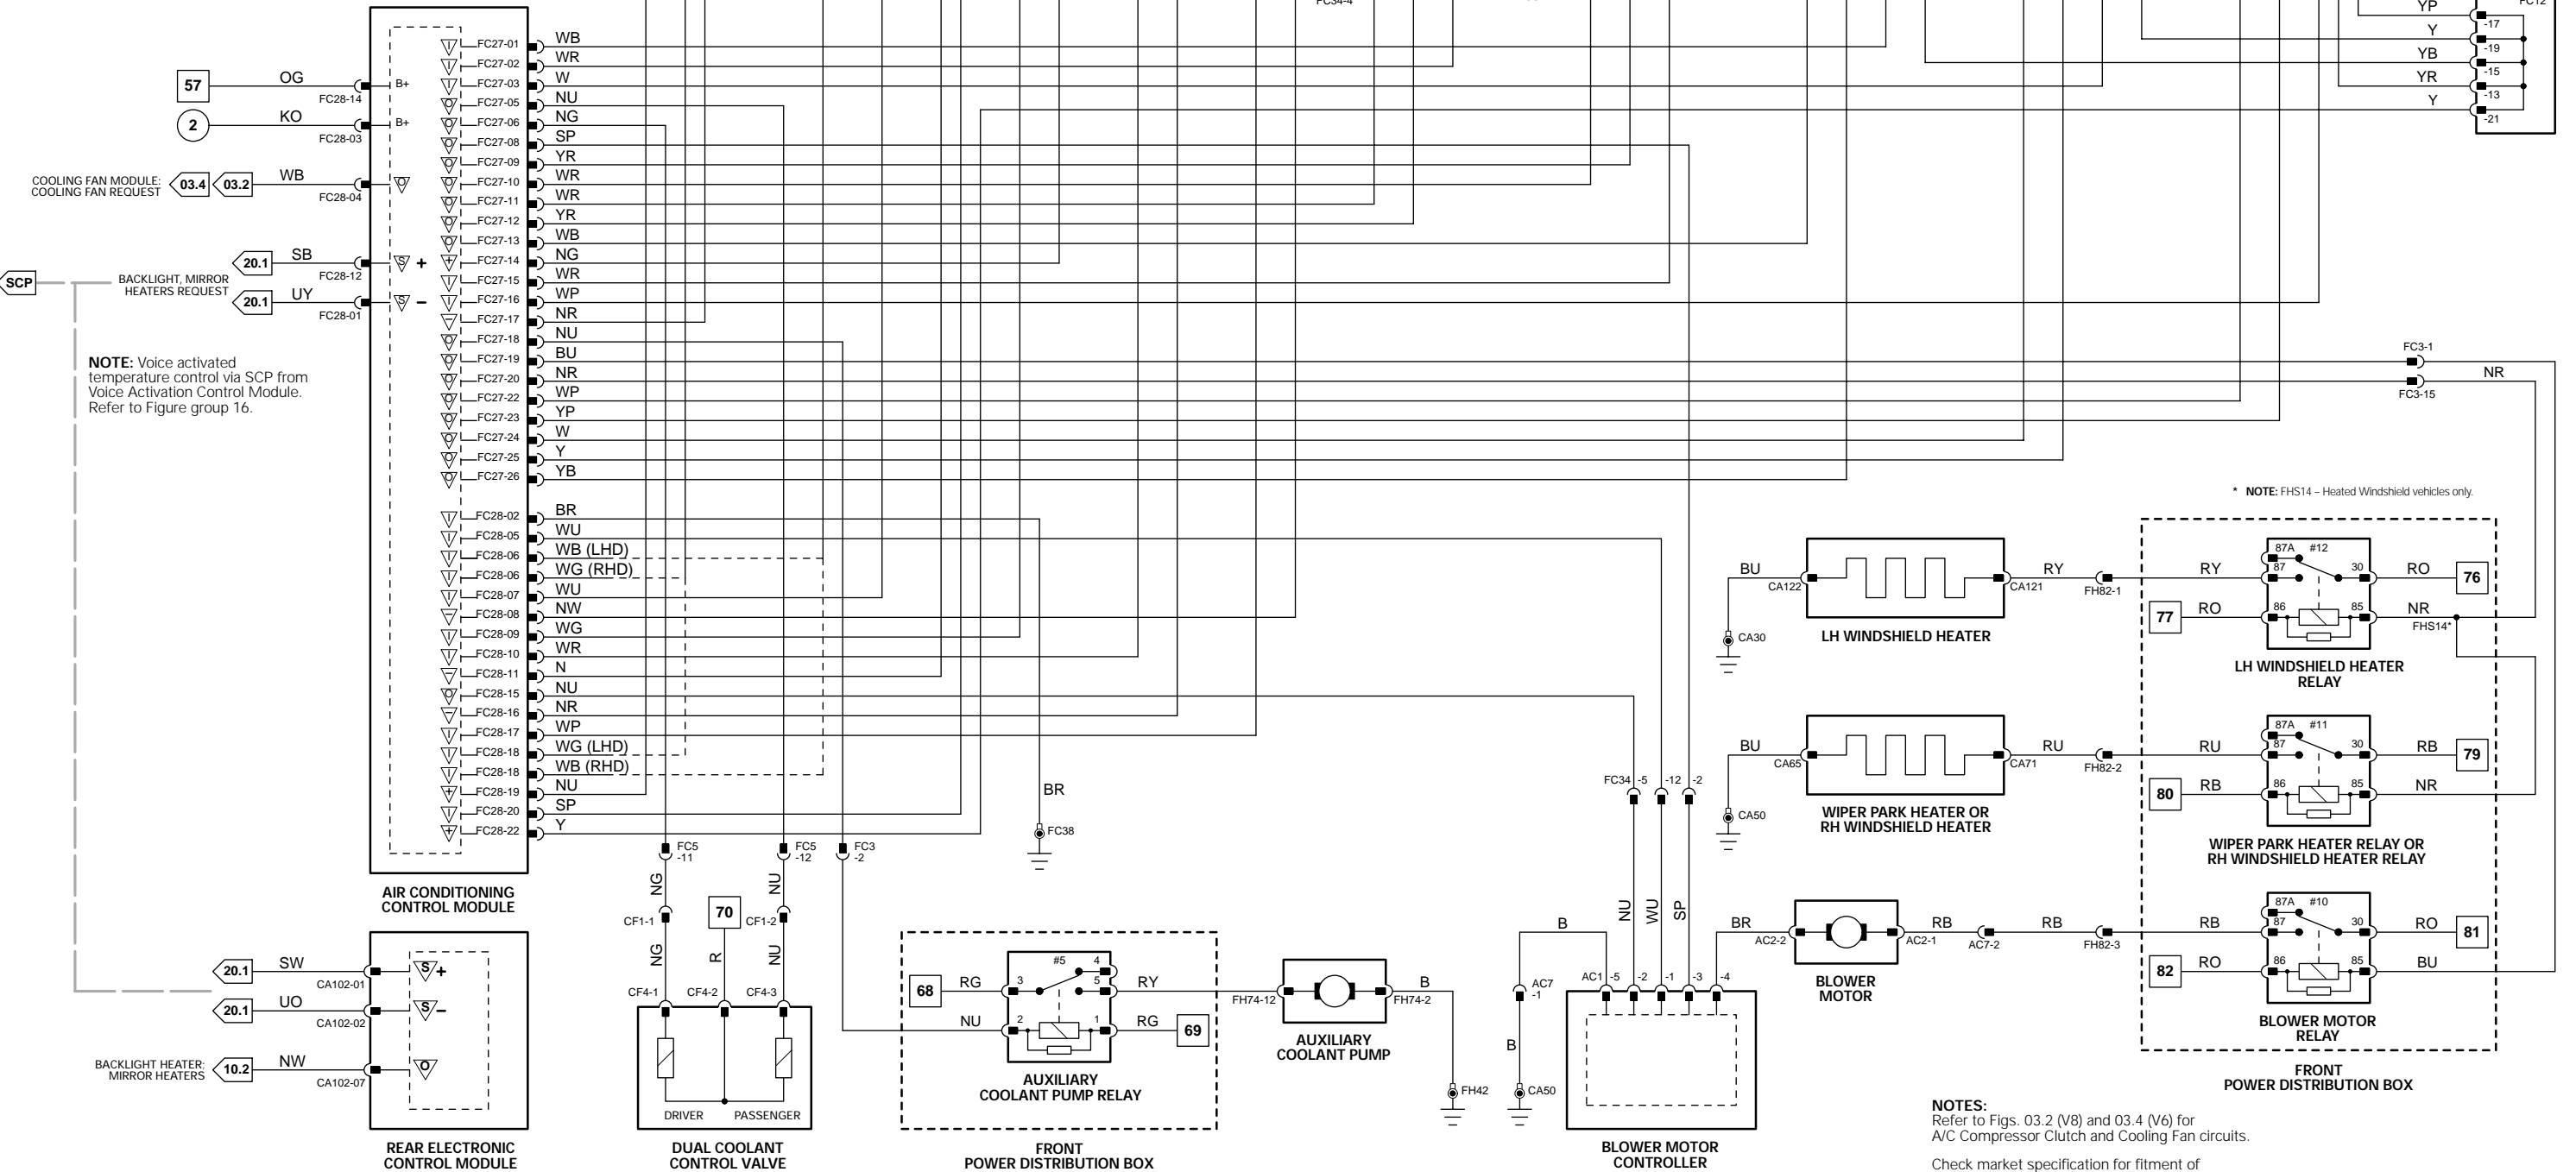 FC34-4
FC12
YP
-17
Y
-19
YB
-15
YR
-13
Y
-21
57
OG
FC28-14
B+
2
KO
FC28-03
B+
COOLING FAN MODULE:
COOLING FAN REQUEST
03.4
03.2
WB
FC28-04
O
SCP
BACKLIGHT, MIRROR
HEATERS REQUEST
20.1
SB
FC28-12
S +
20.1
UY
FC28-01
S –
NOTE: Voice activated
temperature control via SCP from
Voice Activation Control Module.
Refer to Figure group 16.
I FC27-01 WB
I FC27-02 WR
I FC27-03 W
O FC27-05 NU
O FC27-06 NG
O FC27-08 SP
O FC27-09 YR
O FC27-10 WR
O FC27-11 WR
O FC27-12 YR
O FC27-13 WB
+ FC27-14 NG
I FC27-15 WR
I FC27-16 WP
– FC27-17 NR
O FC27-18 NU
O FC27-19 BU
O FC27-20 NR
O FC27-22 WP
O FC27-23 YP
O FC27-24 W
O FC27-25 Y
O FC27-26 YB
I FC28-02 BR
I FC28-05 WU
I FC28-06 WB (LHD)
I FC28-06 WG (RHD)
I FC28-07 WU
– FC28-08 NW
I FC28-09 WG
I FC28-10 WR
– FC28-11 N
O FC28-15 NU
– FC28-16 NR
I FC28-17 WP
I FC28-18 WG (LHD)
I FC28-18 WB (RHD)
+ FC28-19 NU
I FC28-20 SP
+ FC28-22 Y
AIR CONDITIONING
CONTROL MODULE
FC3-1
NR
FC3-15
* NOTE: FHS14 – Heated Windshield vehicles only.
BU
CA122
CA30
LH WINDSHIELD HEATER
CA121
RY
FH82-1
RY
87A
#12
87
30
RO
76
77
RO
86
85
NR
FHS14*
LH WINDSHIELD HEATER
RELAY
BU
CA65
CA50
WIPER PARK HEATER OR
RH WINDSHIELD HEATER
CA71
RU
FH82-2
RU
87A
#11
87
30
RB
79
80
RB
86
85
NR
WIPER PARK HEATER RELAY OR
RH WINDSHIELD HEATER RELAY
BR
FC38
FC34
-5
-12
-2
NU
WU
SP
B
AC7
-1
B
CA50
AC1
-5
-2
-1
-3
-4
BLOWER MOTOR
CONTROLLER
BR
AC2-2
BLOWER
MOTOR
AC2-1
RB
AC7-2
RB
FH82-3
RB
87A
#10
87
30
RO
81
82
RO
86
85
BU
BLOWER MOTOR
RELAY
FRONT
POWER DISTRIBUTION BOX
20.1
SW
CA102-01
S +
20.1
UO
CA102-02
S –
BACKLIGHT HEATER;
MIRROR HEATERS
10.2
NW
CA102-07
O
REAR ELECTRONIC
CONTROL MODULE
FC5
-11
FC5
-12
FC3
-2
NG
NU
CF1-1
70
CF1-2
NG
R
NU
CF4-1
CF4-2
CF4-3
DRIVER
PASSENGER
DUAL COOLANT
CONTROL VALVE
68
RG
3
#5
4
5
RY
NU
2
1
RG
69
AUXILIARY
COOLANT PUMP RELAY
FRONT
POWER DISTRIBUTION BOX
FH74-12
AUXILIARY
COOLANT PUMP
FH74-2
B
FH42
NOTES:
Refer to Figs. 03.2 (V8) and 03.4 (V6) for
A/C Compressor Clutch and Cooling Fan circuits.
Check market specification for fitment of